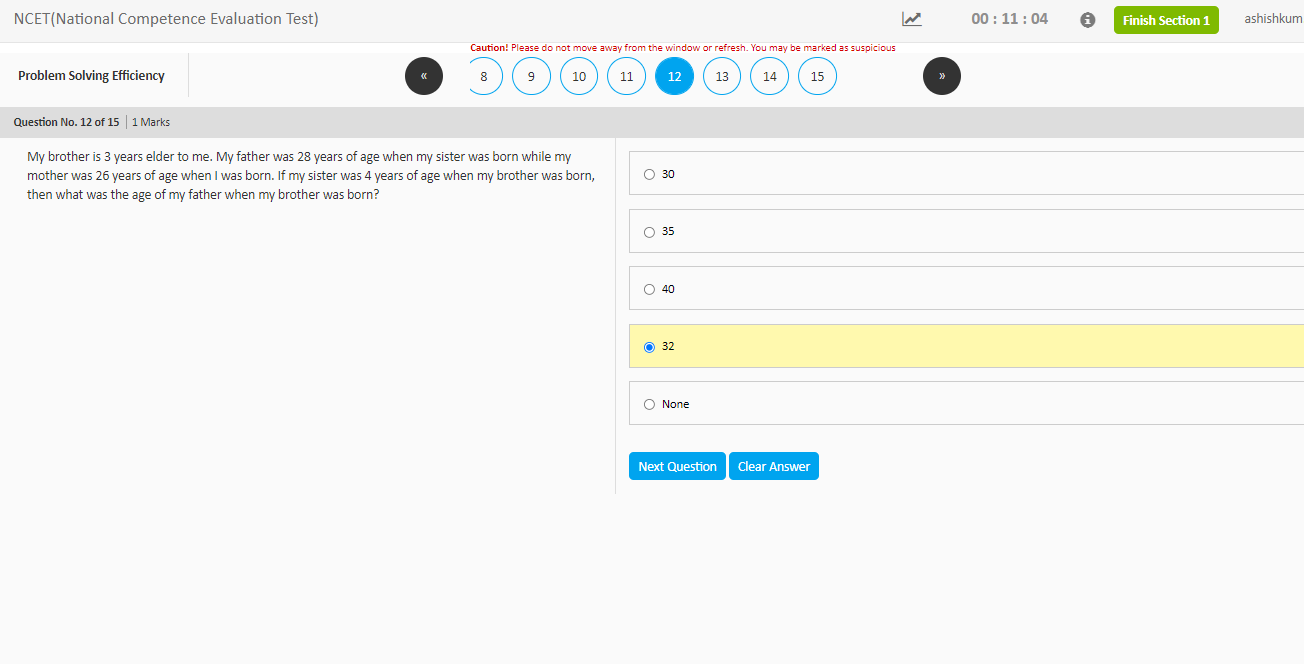 NCET(National Competence Evaluation Test)
00 : 11 : 04
Finish Section 1
ashishkum
Caution! Please do not move away from the window or refresh. You may be marked as suspicious
Problem Solving Efficiency
«
8
9
10
11
12
13
14
15
»
Question No. 12 of 15
1 Marks
My brother is 3 years elder to me. My father was 28 years of age when my sister was born while my
mother was 26 years of age when I was born. If my sister was 4 years of age when my brother was born,
then what was the age of my father when my brother was born?
30
35
40
32
None
Next Question
Clear Answer